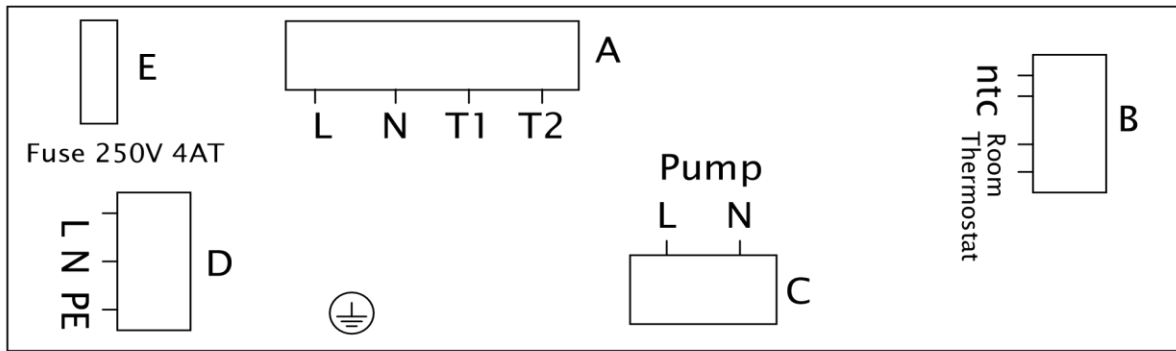 E
A
L N T1 T2
Fuse 250V 4AT
ntc
Room
Thermostat
B
Pump
L N
C
L
N
PE
D